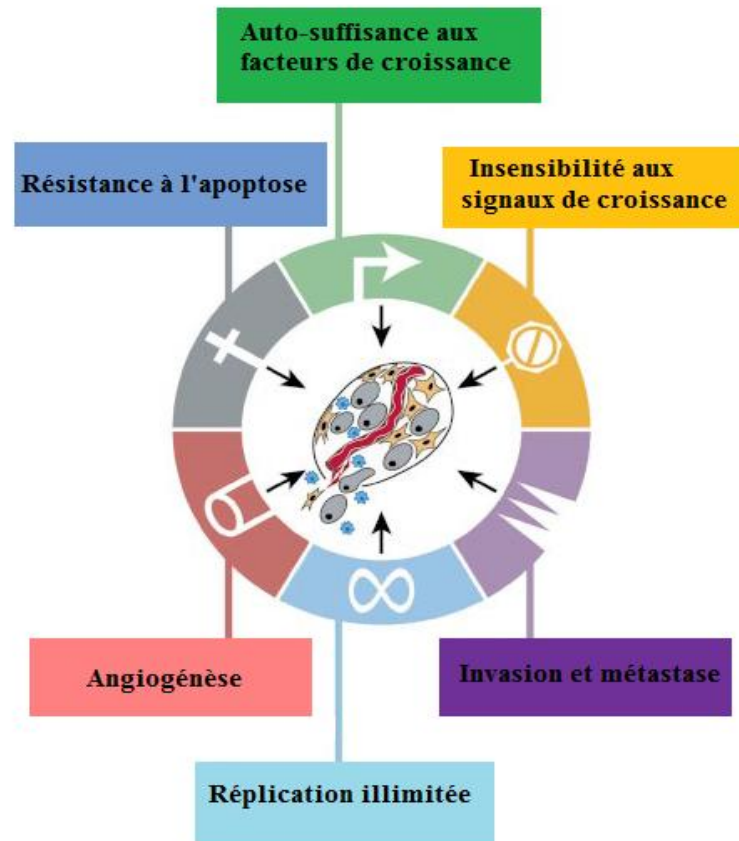 Auto-suffisance aux
facteurs de croissance
Résistance à l'apoptose
Insensibilité aux
signaux de croissance
Angiogénèse
Invasion et métastase
Réplication illimitée